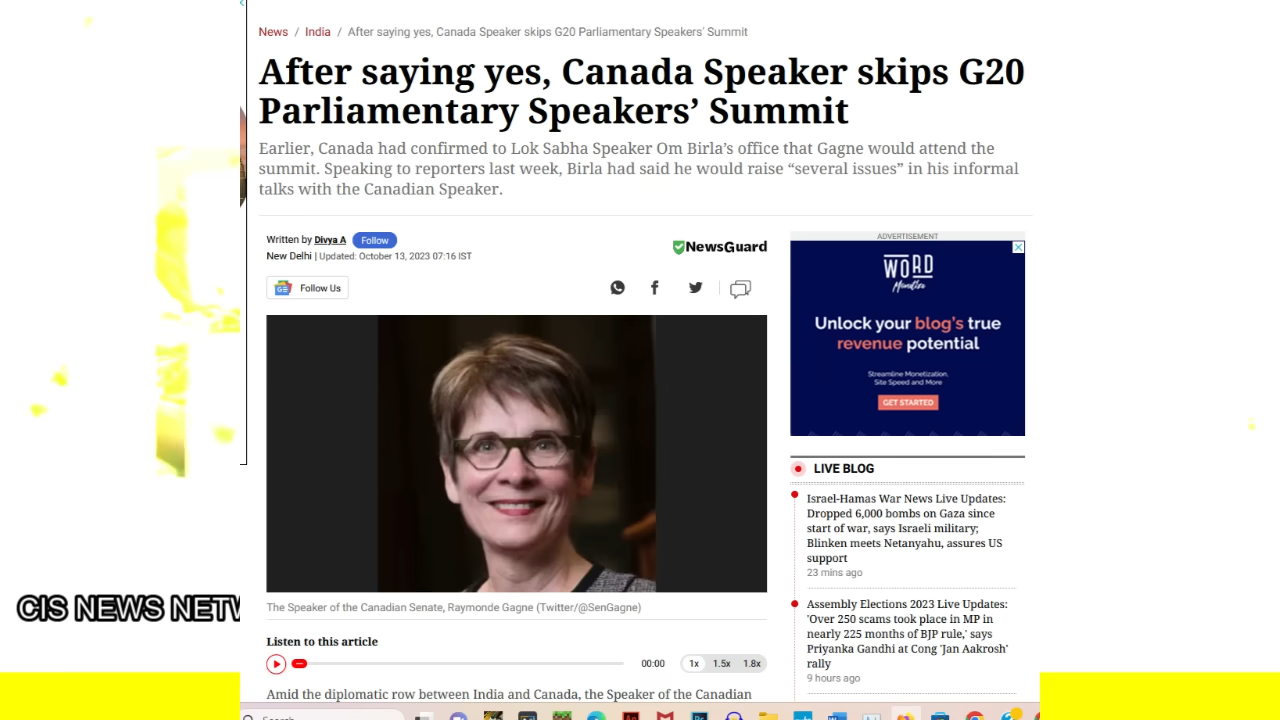 News / India / After saying yes, Canada Speaker skips G20 Parliamentary Speakers' Summit
After saying yes, Canada Speaker skips G20
Parliamentary Speakers’ Summit
Earlier, Canada had confirmed to Lok Sabha Speaker Om Birla’s office that Gagne would attend the
summit. Speaking to reporters last week, Birla had said he would raise “several issues” in his informal
talks with the Canadian Speaker.
Written by Divya A Follow
New Delhi | Updated: October 13, 2023 07:16 IST
NewsGuard
GE Follow Us
The Speaker of the Canadian Senate, Raymonde Gagne (Twitter/@SenGagne)
Listen to this article
00:00 1x 1.5x 1.8x
Amid the diplomatic row between India and Canada, the Speaker of the Canadian
ADVERTISEMENT
WORD
Unlock your blog's true
revenue potential
Streamline Monetization,
Site Speed and More
GET STARTED
LIVE BLOG
Israel-Hamas War News Live Updates:
Dropped 6,000 bombs on Gaza since
start of war, says Israeli military;
Blinken meets Netanyahu, assures US
support
23 mins ago
Assembly Elections 2023 Live Updates:
'Over 250 scams took place in MP in
nearly 225 months of BJP rule,' says
Priyanka Gandhi at Cong 'Jan Aakrosh'
rally
9 hours ago
CIS NEWS NETW
Search